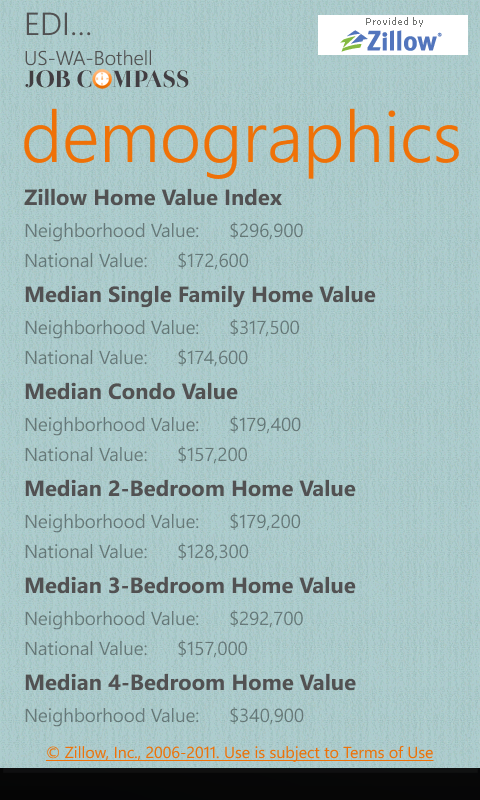 EDI...
Provided by
Zillow®
US-WA-Bothell
JOB COMPASS
demographics
Zillow Home Value Index
Neighborhood Value: $296,900
National Value: $172,600
Median Single Family Home Value
Neighborhood Value: $317,500
National Value: $174,600
Median Condo Value
Neighborhood Value: $179,400
National Value: $157,200
Median 2-Bedroom Home Value
Neighborhood Value: $179,200
National Value: $128,300
Median 3-Bedroom Home Value
Neighborhood Value: $292,700
National Value: $157,000
Median 4-Bedroom Home Value
Neighborhood Value: $340,900
© Zillow, Inc., 2006-2011. Use is subject to Terms of Use